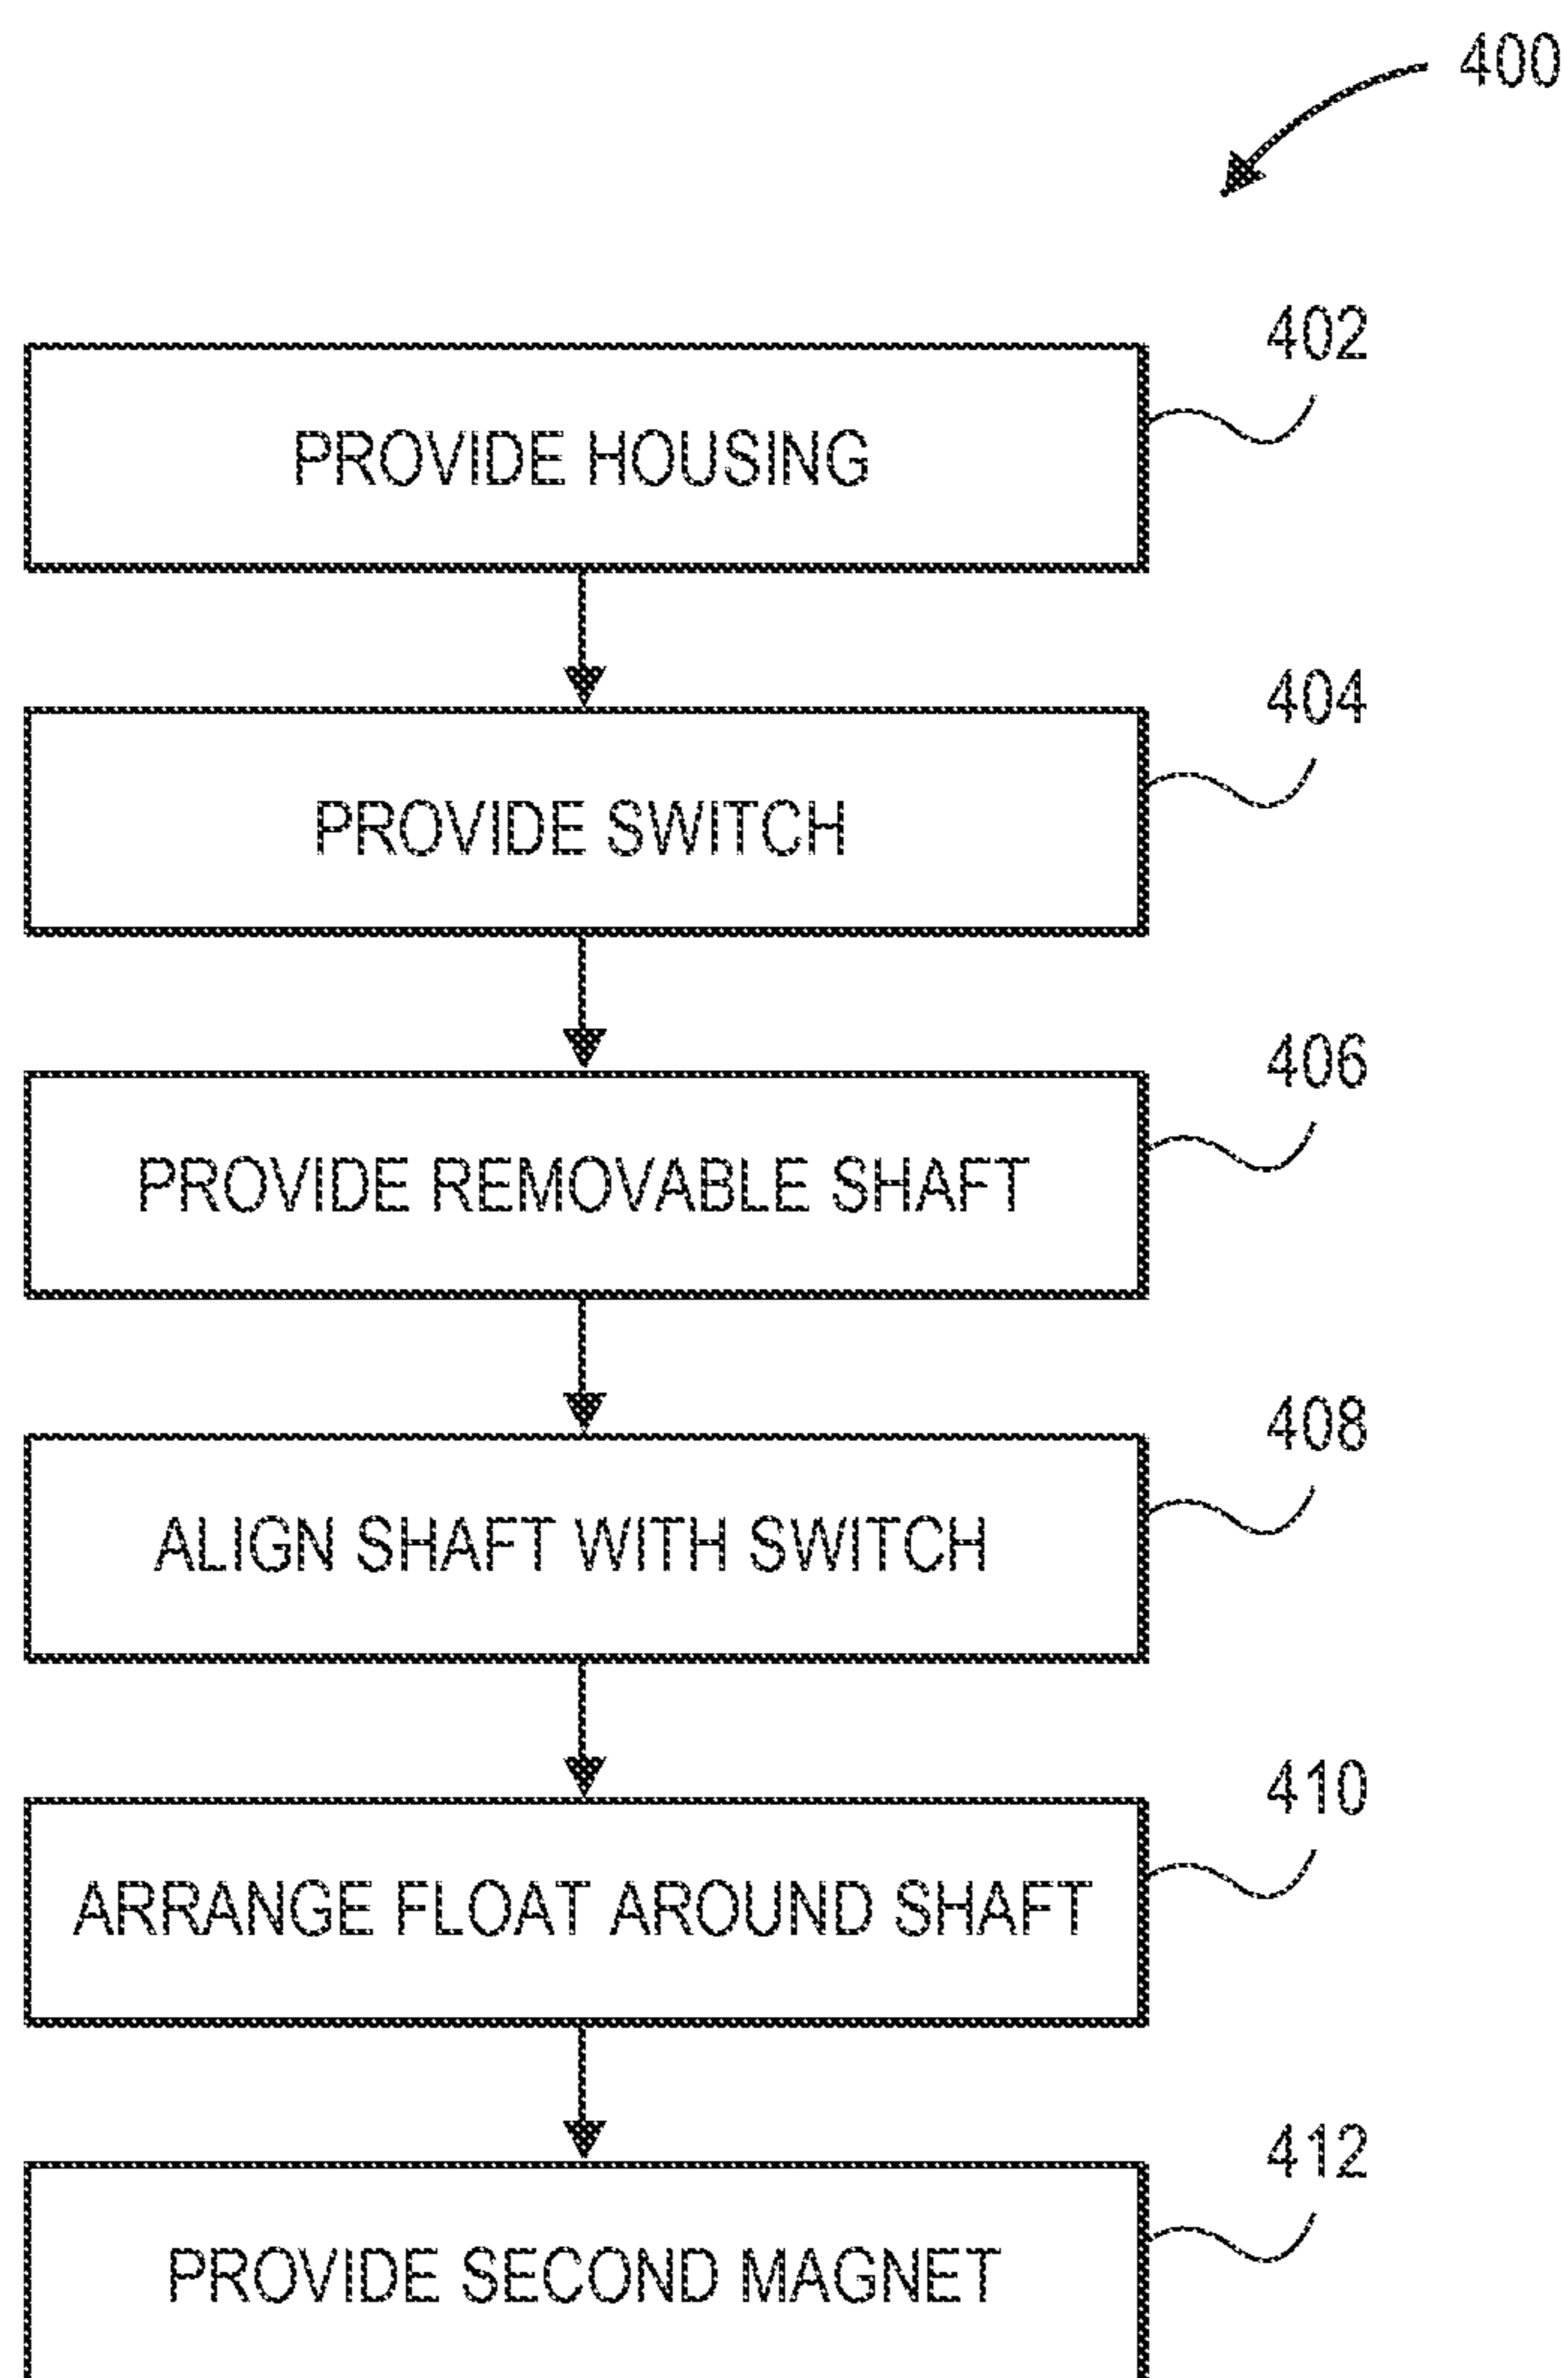 400
402
PROVIDE HOUSING
404
PROVIDE SWITCH
406
PROVIDE REMOVABLE SHAFT
408
ALIGN SHAFT WITH SWITCH
410
ARRANGE FLOAT AROUND SHAFT
412
PROVIDE SECOND MAGNET